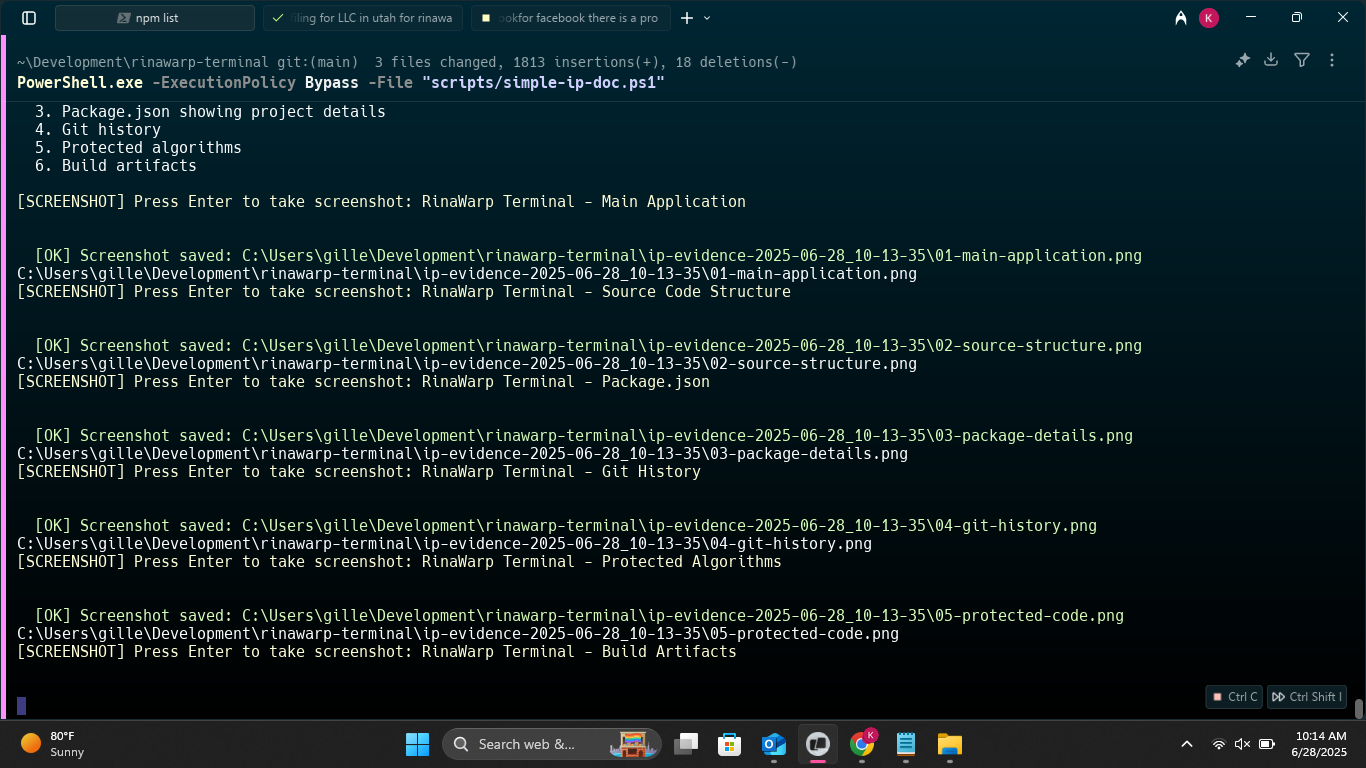 npm list
filing for LLC in utah for rinawa
ookfor facebook there is a pro
K
~\Development\rinawarp-terminal git:(main)  3 files changed, 1813 insertions(+), 18 deletions(-)
PowerShell.exe -ExecutionPolicy Bypass -File "scripts/simple-ip-doc.ps1"
3. Package.json showing project details
4. Git history
5. Protected algorithms
6. Build artifacts
[SCREENSHOT] Press Enter to take screenshot: RinaWarp Terminal - Main Application
[OK] Screenshot saved: C:\Users\gille\Development\rinawarp-terminal\ip-evidence-2025-06-28_10-13-35\01-main-application.png
C:\Users\gille\Development\rinawarp-terminal\ip-evidence-2025-06-28_10-13-35\01-main-application.png
[SCREENSHOT] Press Enter to take screenshot: RinaWarp Terminal - Source Code Structure
[OK] Screenshot saved: C:\Users\gille\Development\rinawarp-terminal\ip-evidence-2025-06-28_10-13-35\02-source-structure.png
C:\Users\gille\Development\rinawarp-terminal\ip-evidence-2025-06-28_10-13-35\02-source-structure.png
[SCREENSHOT] Press Enter to take screenshot: RinaWarp Terminal - Package.json
[OK] Screenshot saved: C:\Users\gille\Development\rinawarp-terminal\ip-evidence-2025-06-28_10-13-35\03-package-details.png
C:\Users\gille\Development\rinawarp-terminal\ip-evidence-2025-06-28_10-13-35\03-package-details.png
[SCREENSHOT] Press Enter to take screenshot: RinaWarp Terminal - Git History
[OK] Screenshot saved: C:\Users\gille\Development\rinawarp-terminal\ip-evidence-2025-06-28_10-13-35\04-git-history.png
C:\Users\gille\Development\rinawarp-terminal\ip-evidence-2025-06-28_10-13-35\04-git-history.png
[SCREENSHOT] Press Enter to take screenshot: RinaWarp Terminal - Protected Algorithms
[OK] Screenshot saved: C:\Users\gille\Development\rinawarp-terminal\ip-evidence-2025-06-28_10-13-35\05-protected-code.png
C:\Users\gille\Development\rinawarp-terminal\ip-evidence-2025-06-28_10-13-35\05-protected-code.png
[SCREENSHOT] Press Enter to take screenshot: RinaWarp Terminal - Build Artifacts
Ctrl C
Ctrl Shift I
80°F
Sunny
Search web &...
K
10:14 AM
6/28/2025